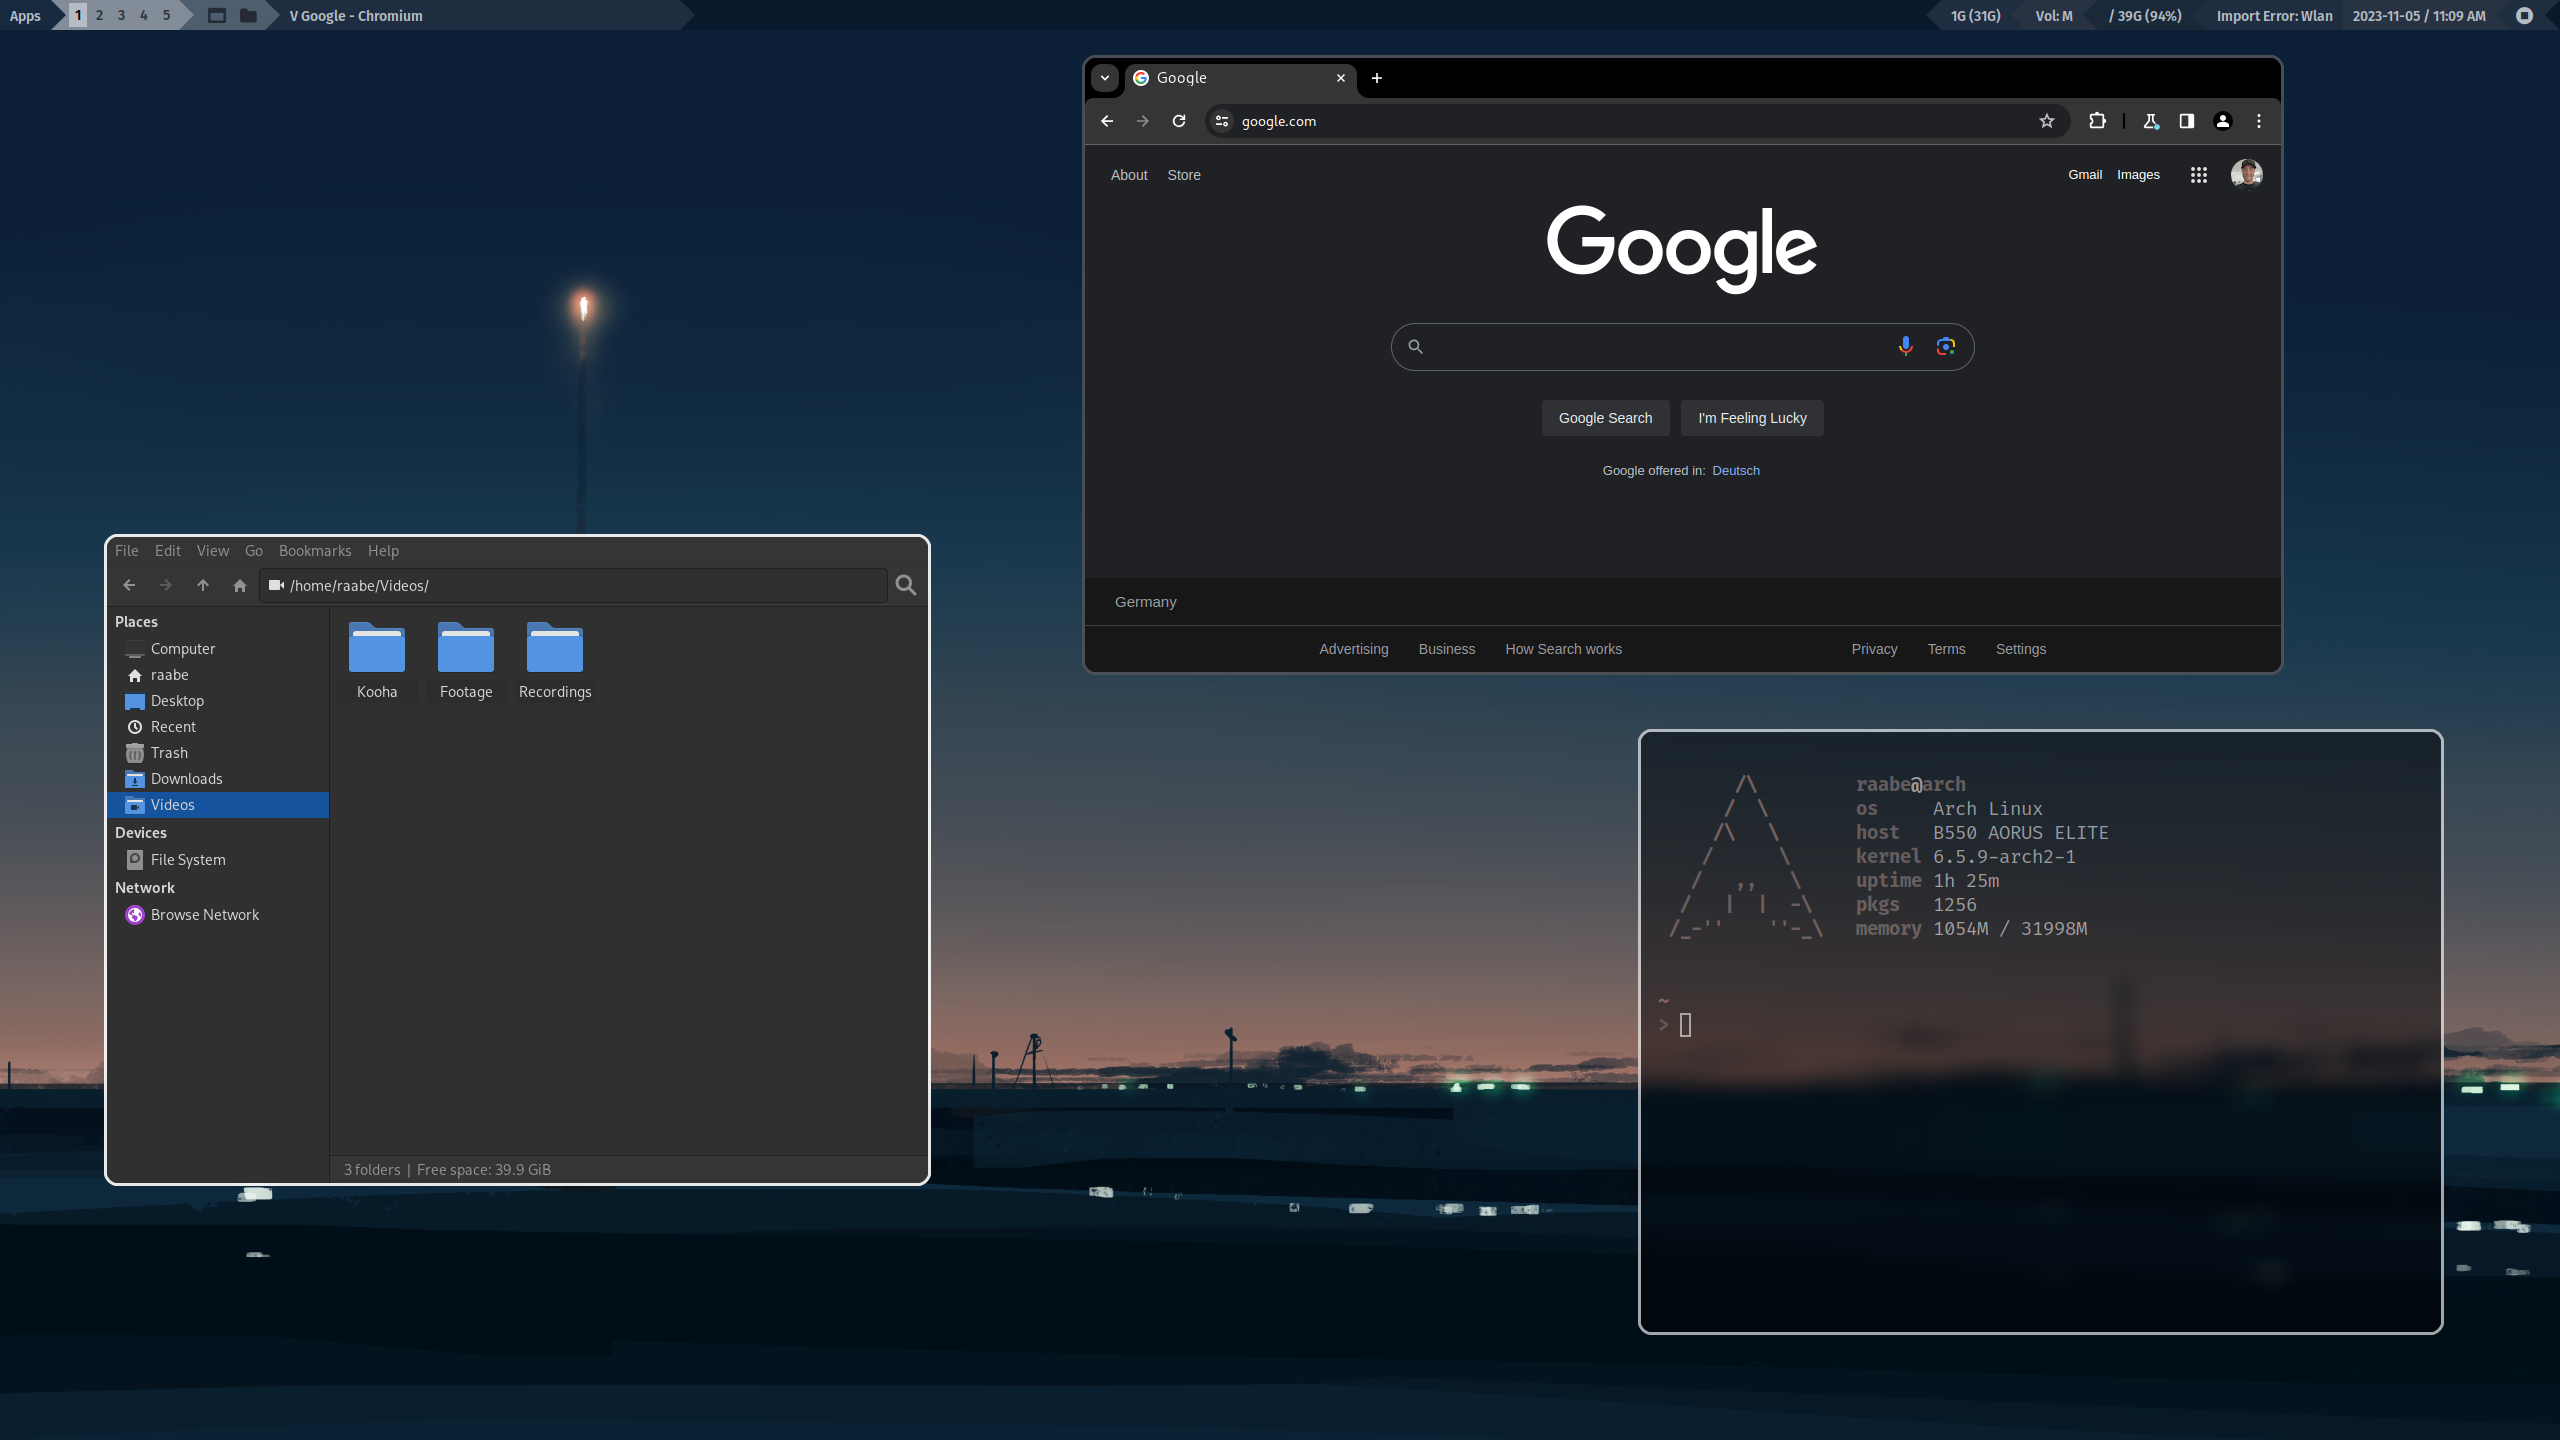 Apps 1 2 3 4 5 V Google - Chromium 1G (31G) Vol: M / 39G (94%) Import Error: Wlan 2023-11-05 / 11:09 AM
Google
google.com
About Store Gmail Images
Google
Google Search I'm Feeling Lucky
Google offered in: Deutsch
Germany
Advertising Business How Search works Privacy Terms Settings
File Edit View Go Bookmarks Help
/home/raabe/Videos/
Places
Computer
raabe
Desktop
Recent
Trash
Downloads
Videos
Devices
File System
Network
Browse Network
Kooha Footage Recordings
3 folders | Free space: 39.9 GiB
raabe@arch
os Arch Linux
host B550 AORUS ELITE
kernel 6.5.9-arch2-1
uptime 1h 25m
pkgs 1256
memory 1054M / 31998M
~
>